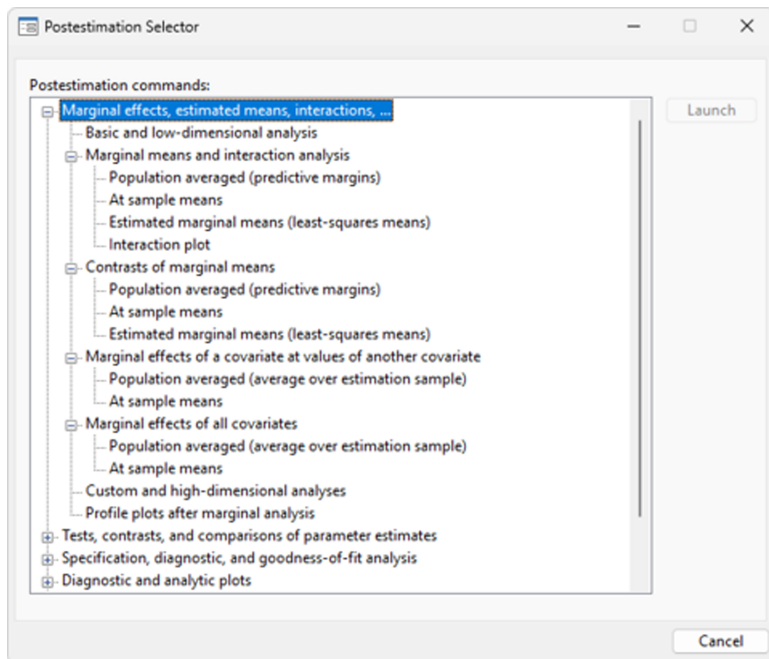 Postestimation Selector
Postestimation commands:
Marginal effects, estimated means, interactions, ...
Launch
Basic and low-dimensional analysis
Marginal means and interaction analysis
Population averaged (predictive margins)
At sample means
Estimated marginal means (least-squares means)
Interaction plot
Contrasts of marginal means
Population averaged (predictive margins)
At sample means
Estimated marginal means (least-squares means)
Marginal effects of a covariate at values of another covariate
Population averaged (average over estimation sample)
At sample means
Marginal effects of all covariates
Population averaged (average over estimation sample)
At sample means
Custom and high-dimensional analyses
Profile plots after marginal analysis
Tests, contrasts, and comparisons of parameter estimates
Specification, diagnostic, and goodness-of-fit analysis
Diagnostic and analytic plots
Cancel